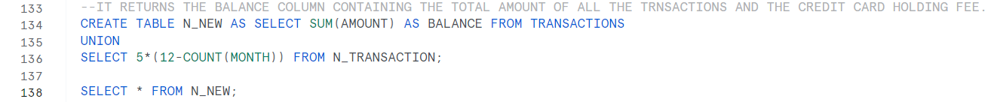 133 --IT RETURNS THE BALANCE COLUMN CONTAINING THE TOTAL AMOUNT OF ALL THE TRNSACTIONS AND THE CREDIT CARD HOLDING FEE.
134 CREATE TABLE N_NEW AS SELECT SUM(AMOUNT) AS BALANCE FROM TRANSACTIONS
135 UNION
136 SELECT 5*(12-COUNT(MONTH)) FROM N_TRANSACTION;
137
138 SELECT * FROM N_NEW;